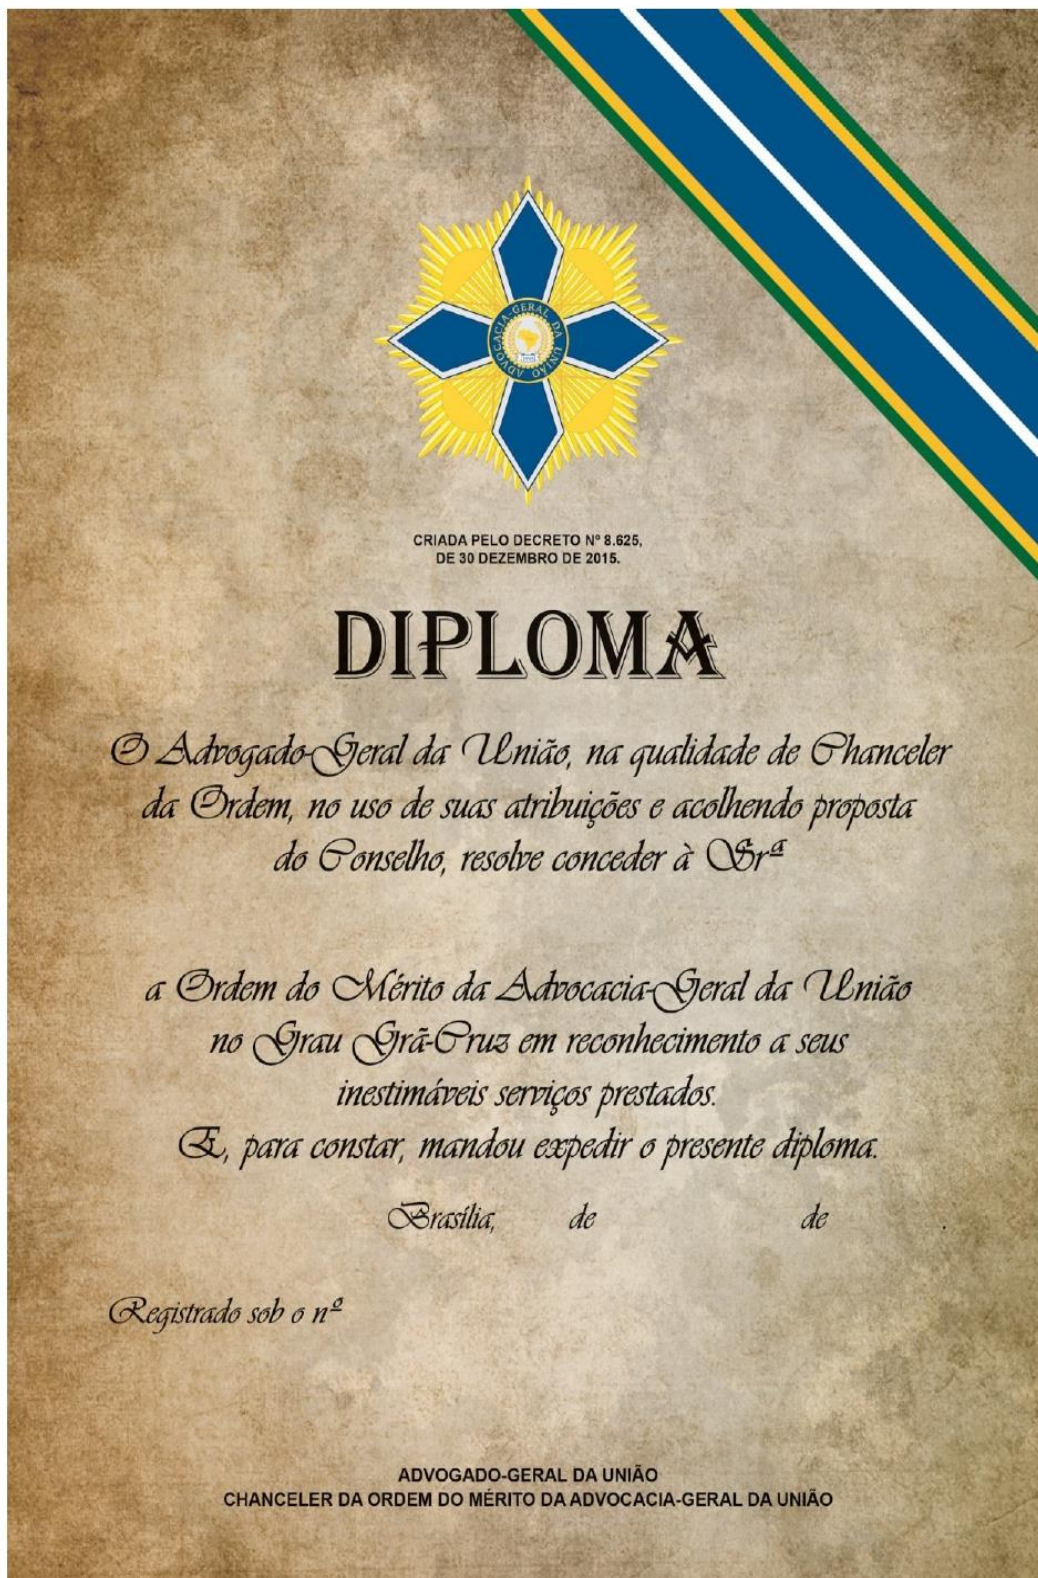 ADVOCACIA-GERAL DA UNIÃO
CRIADA PELO DECRETO Nº 8.625,
DE 30 DEZEMBRO DE 2015.
DIPLOMA
O Advogado-Geral da União, na qualidade de Chanceler
da Ordem, no uso de suas atribuições e acolhendo proposta
do Conselho, resolve conceder à Srª
a Ordem do Mérito da Advocacia-Geral da União
no Grau Grã-Cruz em reconhecimento a seus
inestimáveis serviços prestados.
E, para constar, mandou expedir o presente diploma.
Brasília, de de .
Registrado sob o nº
ADVOGADO-GERAL DA UNIÃO
CHANCELER DA ORDEM DO MÉRITO DA ADVOCACIA-GERAL DA UNIÃO